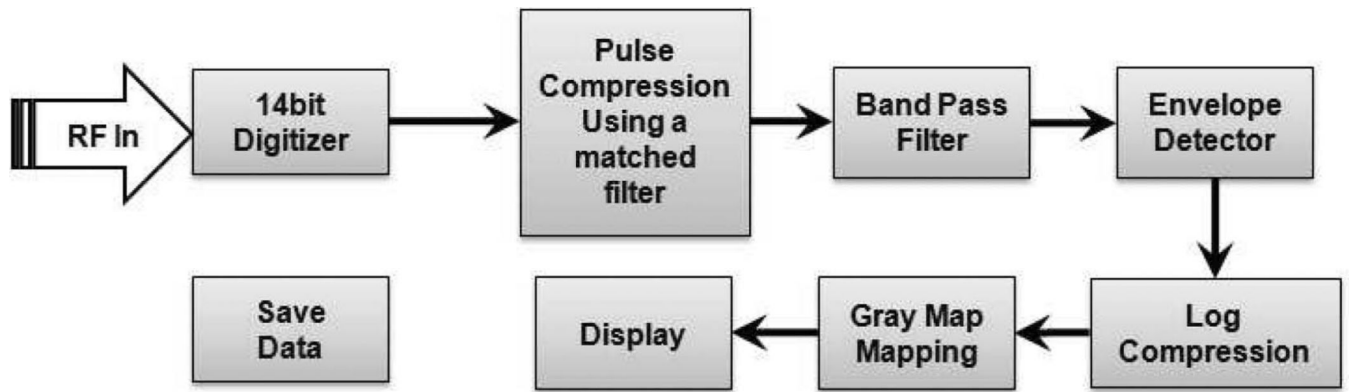 RF In
14bit
Digitizer
Pulse
Compression
Using a
matched
filter
Band Pass
Filter
Envelope
Detector
Log
Compression
Gray Map
Mapping
Display
Save
Data